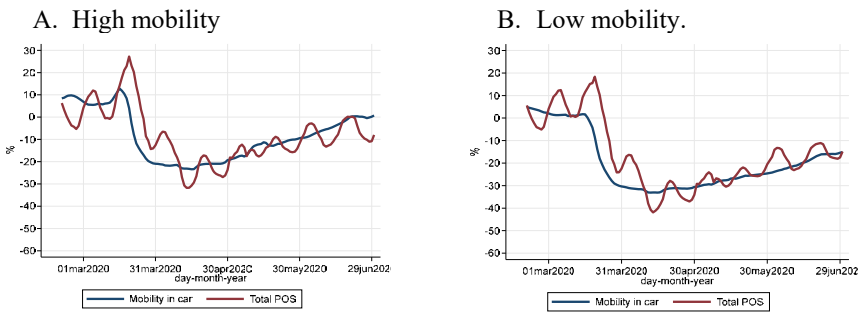 A. High mobility
30
20
10
0
-10
-20
-30
-40
-50
-60
%
01mar2020 31mar2020 30apr2020 30may2020 29jun202
day-month-year
Mobility in car Total POS
B. Low mobility.
30
20
10
0
-10
-20
-30
-40
-50
-60
%
01mar2020 31mar2020 30apr2020 30may2020 29jun202
day-month-year
Mobility in car Total POS